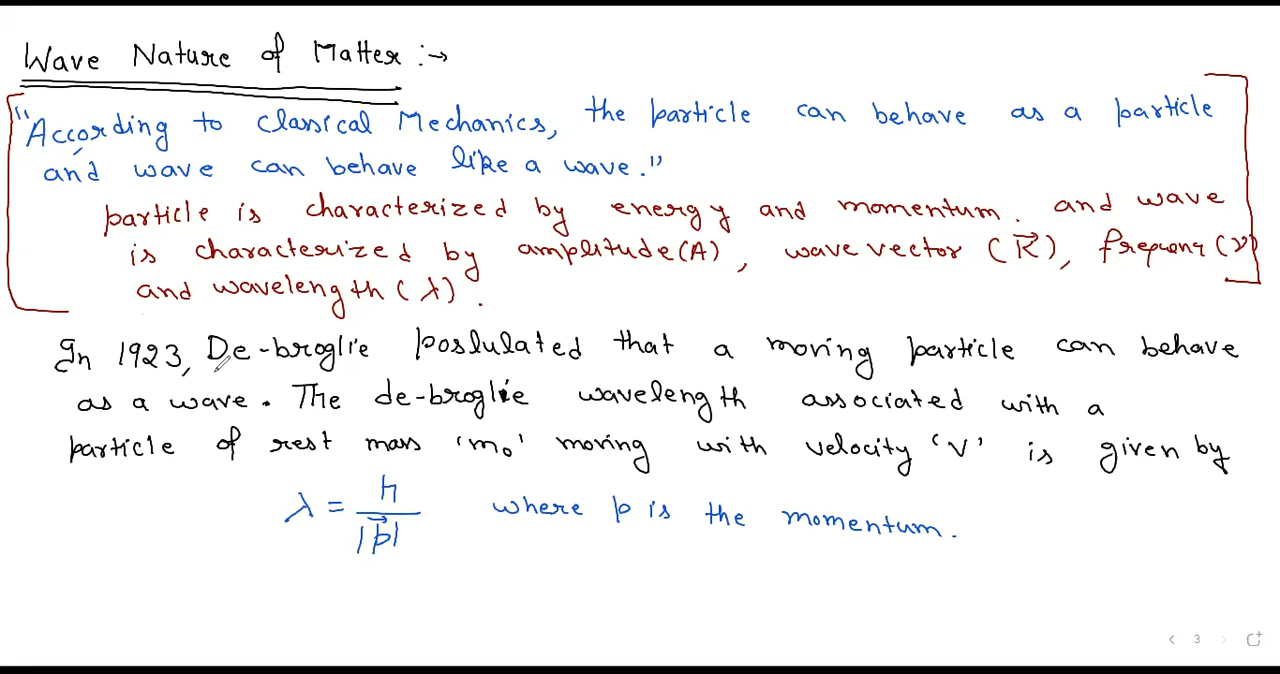 Wave Nature of Matter :→
"According to classical Mechanics, the particle can behave as a particle
and wave can behave like a wave."
particle is characterized by energy and momentum. and wave
is characterized by amplitude(A), wave vector (K⃗), frequency (ν)
and wavelength (λ).
In 1923, De-broglie poslulated that a moving particle can behave
as a wave. The de-broglie wavelength associated with a
particle of rest mass 'm₀' moving with velocity 'v' is given by
λ = h / |p⃗| where p is the momentum.
< 3 >